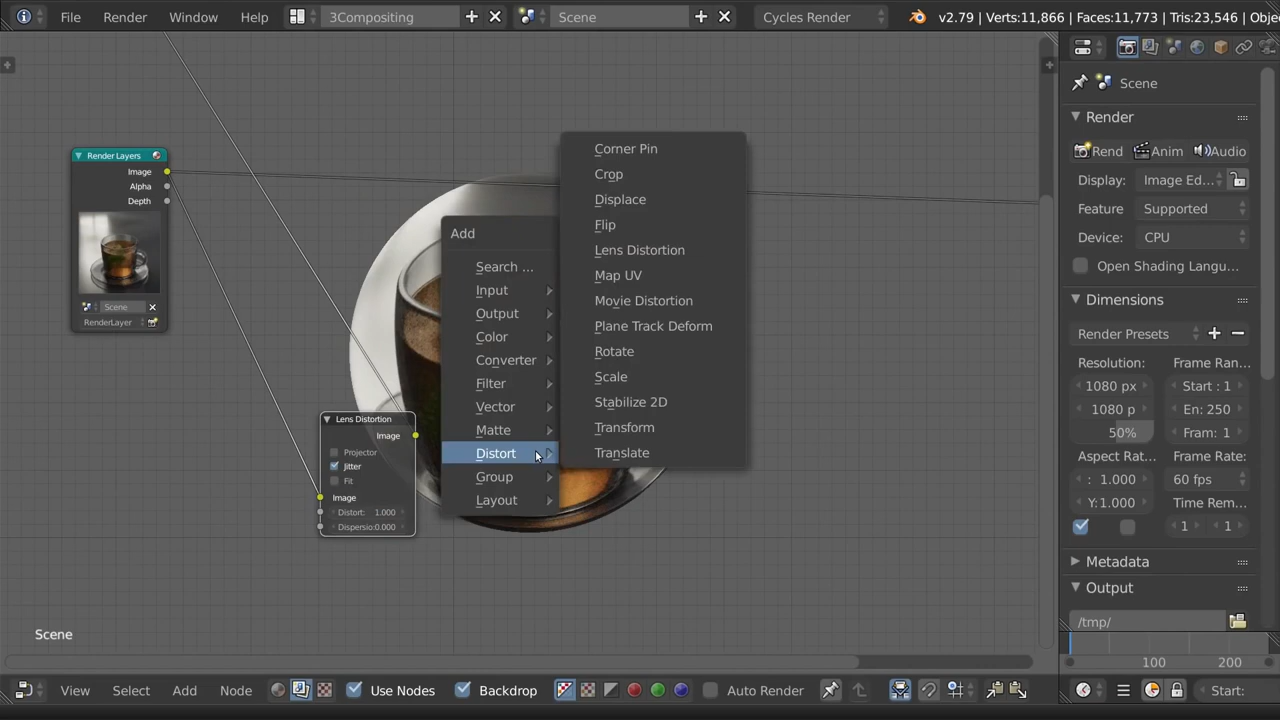 File Render Window Help 3Compositing Scene Cycles Render v2.79 | Verts:11,866 | Faces:11,773 | Tris:23,546 | Obje
Render Layers
Image
Alpha
Depth
Scene
RenderLayer
Lens Distortion
Image
Projector
Jitter
Fit
Image
Distort: 1.000
Dispersio:0.000
Add
Search ...
Input
Output
Color
Converter
Filter
Vector
Matte
Distort
Group
Layout
Corner Pin
Crop
Displace
Flip
Lens Distortion
Map UV
Movie Distortion
Plane Track Deform
Rotate
Scale
Stabilize 2D
Transform
Translate
Scene
Render
Rend Anim Audio
Display: Image Ed...
Feature Supported
Device: CPU
Open Shading Langu...
Dimensions
Render Presets
Resolution: Frame Ran...
1080 px Start : 1
1080 p En: 250
50% Fram: 1
Aspect Rat... Frame Rate:
: 1.000 60 fps
Y:1.000 Time Rem...
1 1
Metadata
Output
/tmp/
100 200
Scene
View Select Add Node Use Nodes Backdrop Auto Render Start: